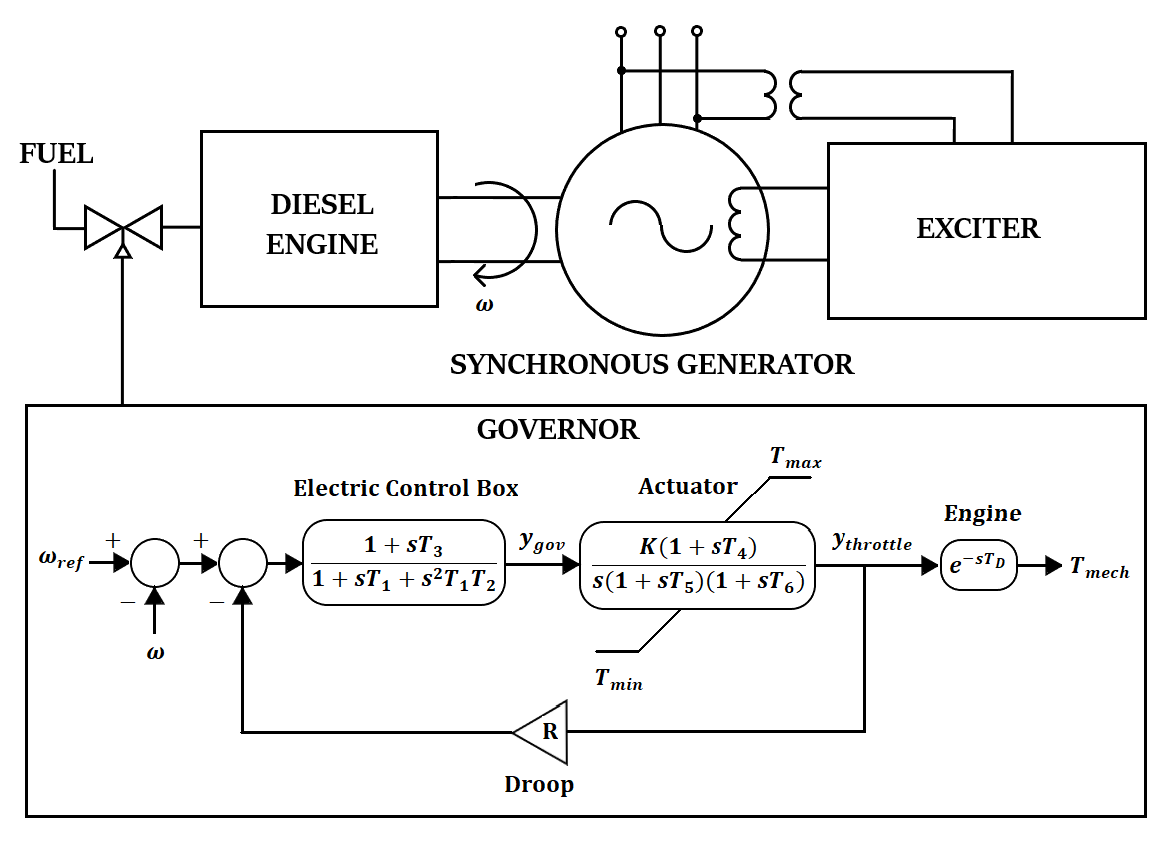 FUEL
DIESEL
ENGINE
ω
EXCITER
SYNCHRONOUS GENERATOR
GOVERNOR
Electric Control Box
Actuator
T_max
Engine
ω_ref
+
−
ω
+
−
1 + sT_3
1 + sT_1 + s^2T_1T_2
y_gov
K(1 + sT_4)
s(1 + sT_5)(1 + sT_6)
y_throttle
e^{−sT_D}
T_mech
T_min
R
Droop